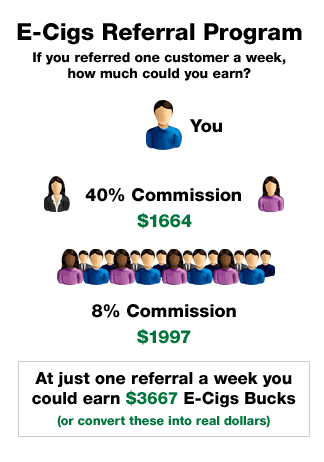 E-Cigs Referral Program
If you referred one customer a week,
how much could you earn?
You
40% Commission
$1664
8% Commission
$1997
At just one referral a week you
could earn $3667 E-Cigs Bucks
(or convert these into real dollars)